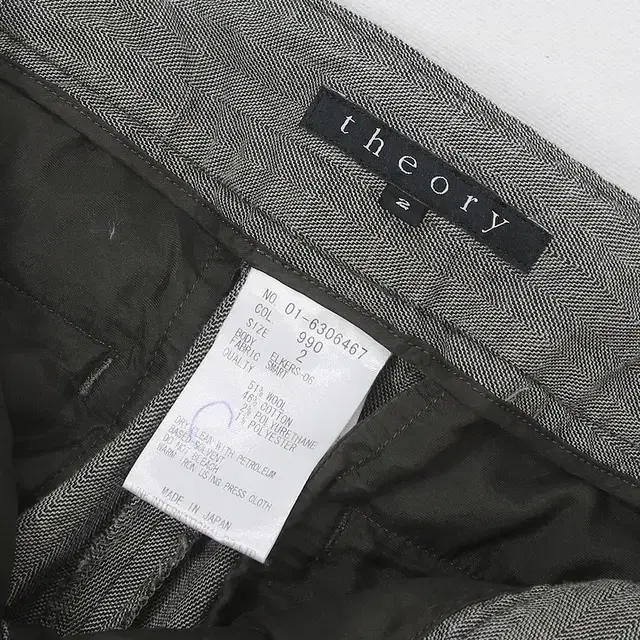 theory
2
NO 01-6306467
COL 990
SIZE 2
BODY ELKERS-06
FABRIC SMART
QUALITY
51% WOOL
46% COTTON
2% POLYURETHANE
1% POLYESTER
DRY CLEAN WITH PETROLEUM
BASED SOLVENT
DO NOT BLEACH
WARM IRON USING PRESS CLOTH
MADE IN JAPAN